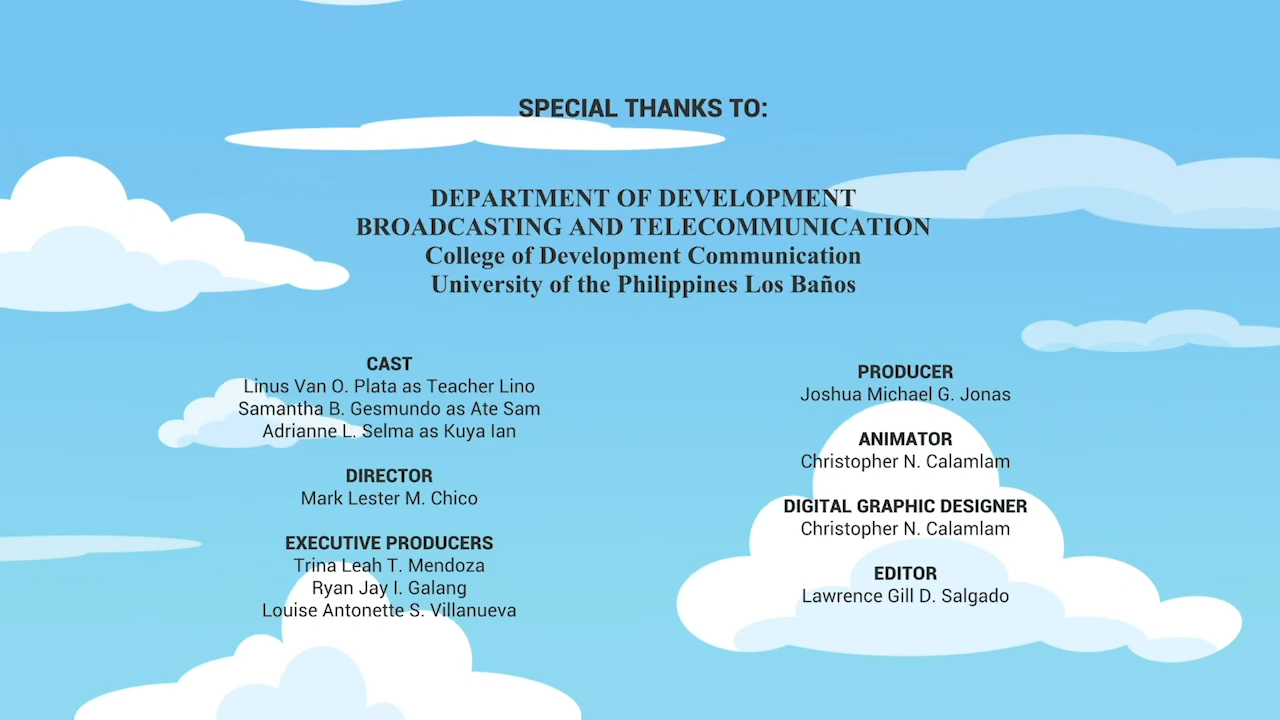 SPECIAL THANKS TO:
DEPARTMENT OF DEVELOPMENT
BROADCASTING AND TELECOMMUNICATION
College of Development Communication
University of the Philippines Los Baños
CAST
Linus Van O. Plata as Teacher Lino
Samantha B. Gesmundo as Ate Sam
Adrianne L. Selma as Kuya Ian
DIRECTOR
Mark Lester M. Chico
EXECUTIVE PRODUCERS
Trina Leah T. Mendoza
Ryan Jay I. Galang
Louise Antonette S. Villanueva
PRODUCER
Joshua Michael G. Jonas
ANIMATOR
Christopher N. Calamlam
DIGITAL GRAPHIC DESIGNER
Christopher N. Calamlam
EDITOR
Lawrence Gill D. Salgado